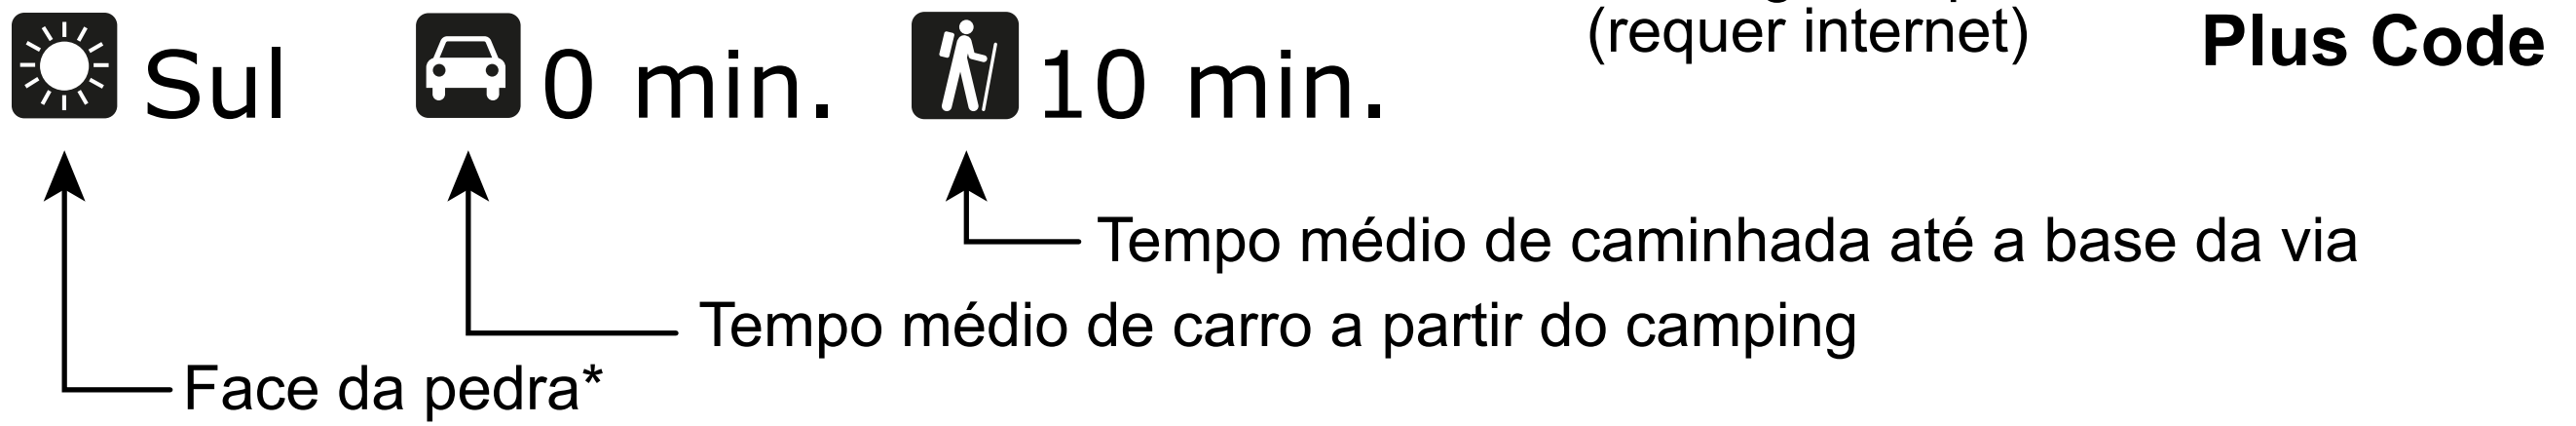 (requer internet)
Plus Code
Sul 0 min. 10 min.
Tempo médio de caminhada até a base da via
Tempo médio de carro a partir do camping
Face da pedra*